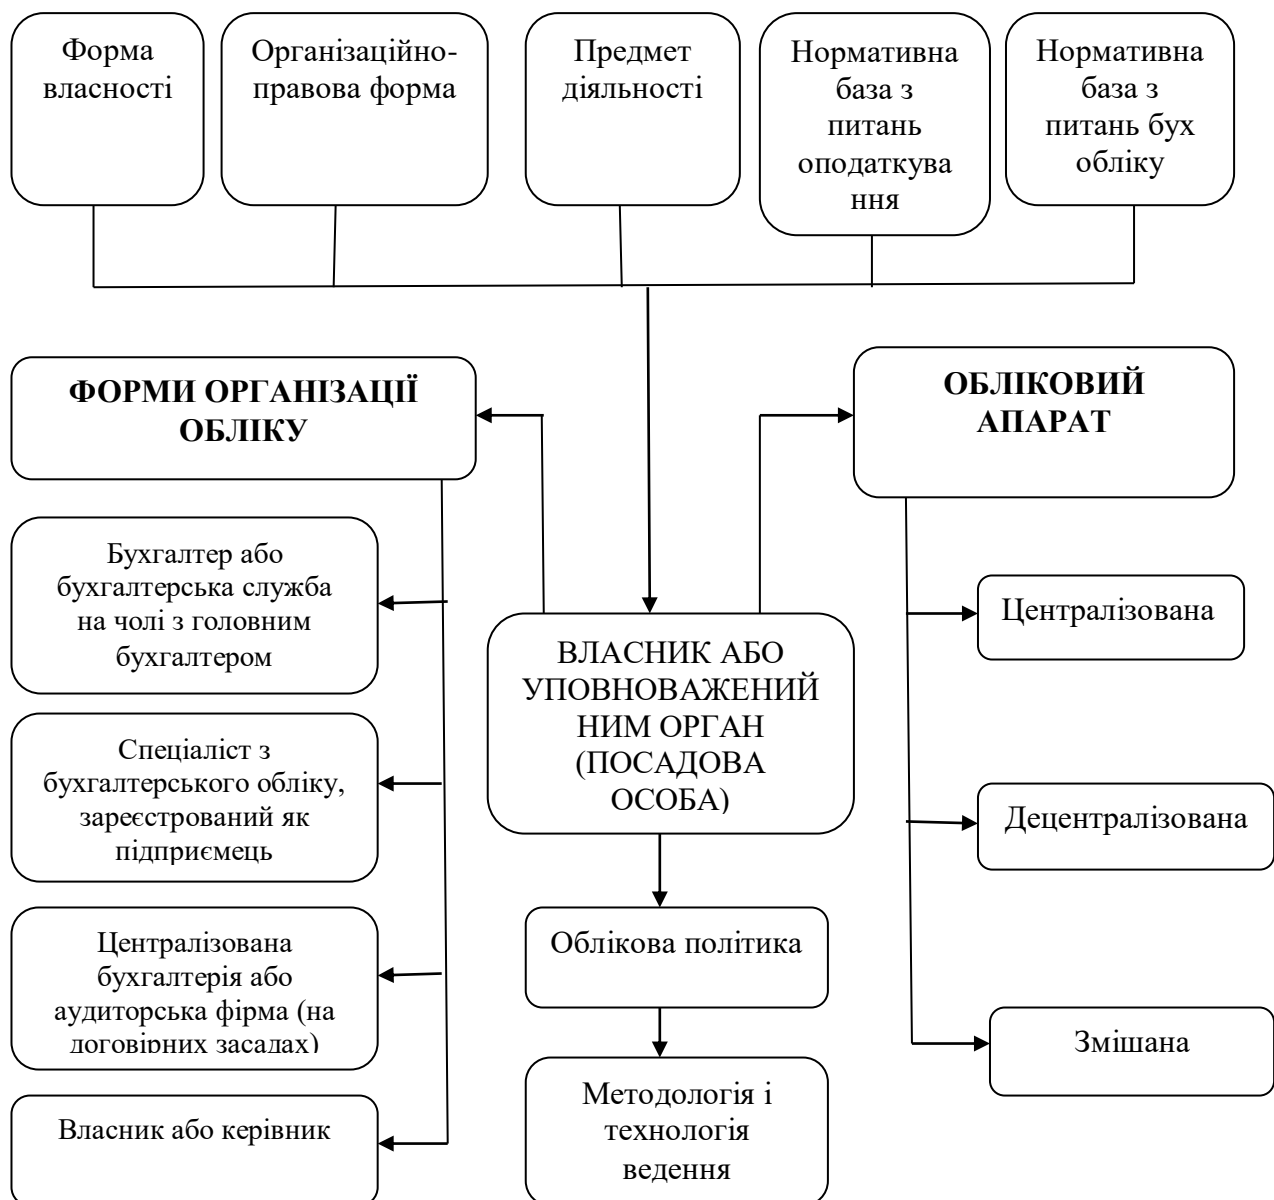 Форма
власності
Організаційно-
правова форма
Предмет
діяльності
Нормативна
база з
питань
оподаткува
ння
Нормативна
база з
питань бух
обліку
ФОРМИ ОРГАНІЗАЦІЇ
ОБЛІКУ
ОБЛІКОВИЙ
АПАРАТ
Бухгалтер або
бухгалтерська служба
на чолі з головним
бухгалтером
Спеціаліст з
бухгалтерського обліку,
зареєстрований як
підприємець
Централізована
бухгалтерія або
аудиторська фірма (на
договірних засадах)
Власник або керівник
ВЛАСНИК АБО
УПОВНОВАЖЕНИЙ
НИМ ОРГАН
(ПОСАДОВА
ОСОБА)
Облікова політика
Методологія і
технологія
ведення
Централізована
Децентралізована
Змішана